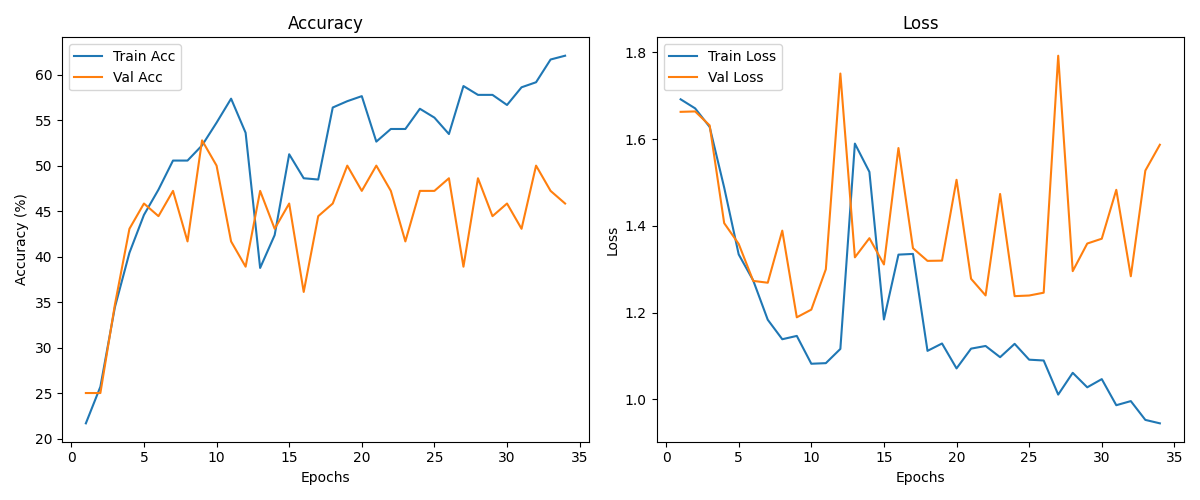 Accuracy
Train Acc
Val Acc
Accuracy (%)
60
55
50
45
40
35
30
25
20
0 5 10 15 20 25 30 35
Epochs
Loss
Train Loss
Val Loss
Loss
1.8
1.6
1.4
1.2
1.0
0 5 10 15 20 25 30 35
Epochs